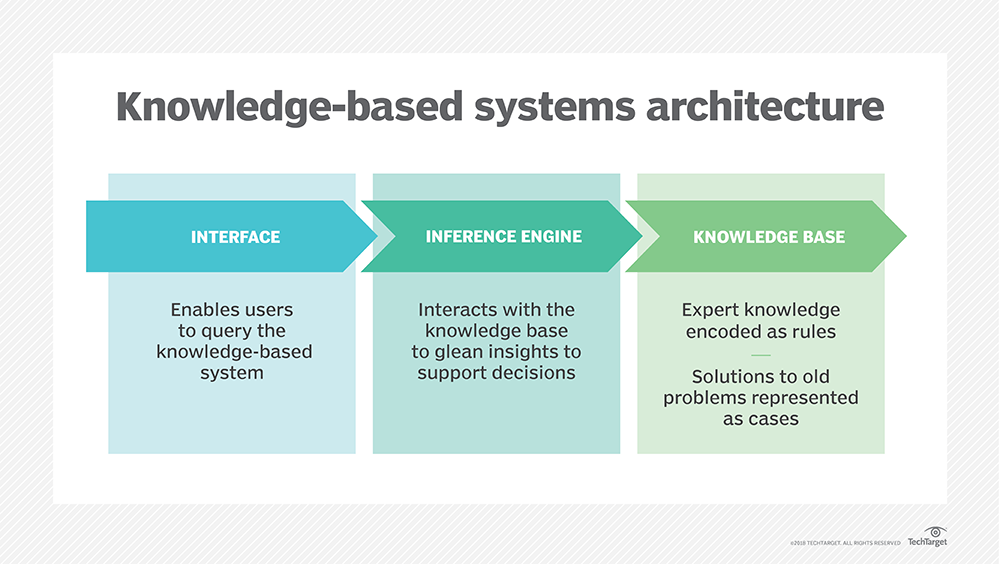 Knowledge-based systems architecture
INTERFACE
Enables users
to query the
knowledge-based
system
INFERENCE ENGINE
Interacts with the
knowledge base
to glean insights to
support decisions
KNOWLEDGE BASE
Expert knowledge
encoded as rules
Solutions to old
problems represented
as cases
©2018 TECHTARGET. ALL RIGHTS RESERVED
TechTarget